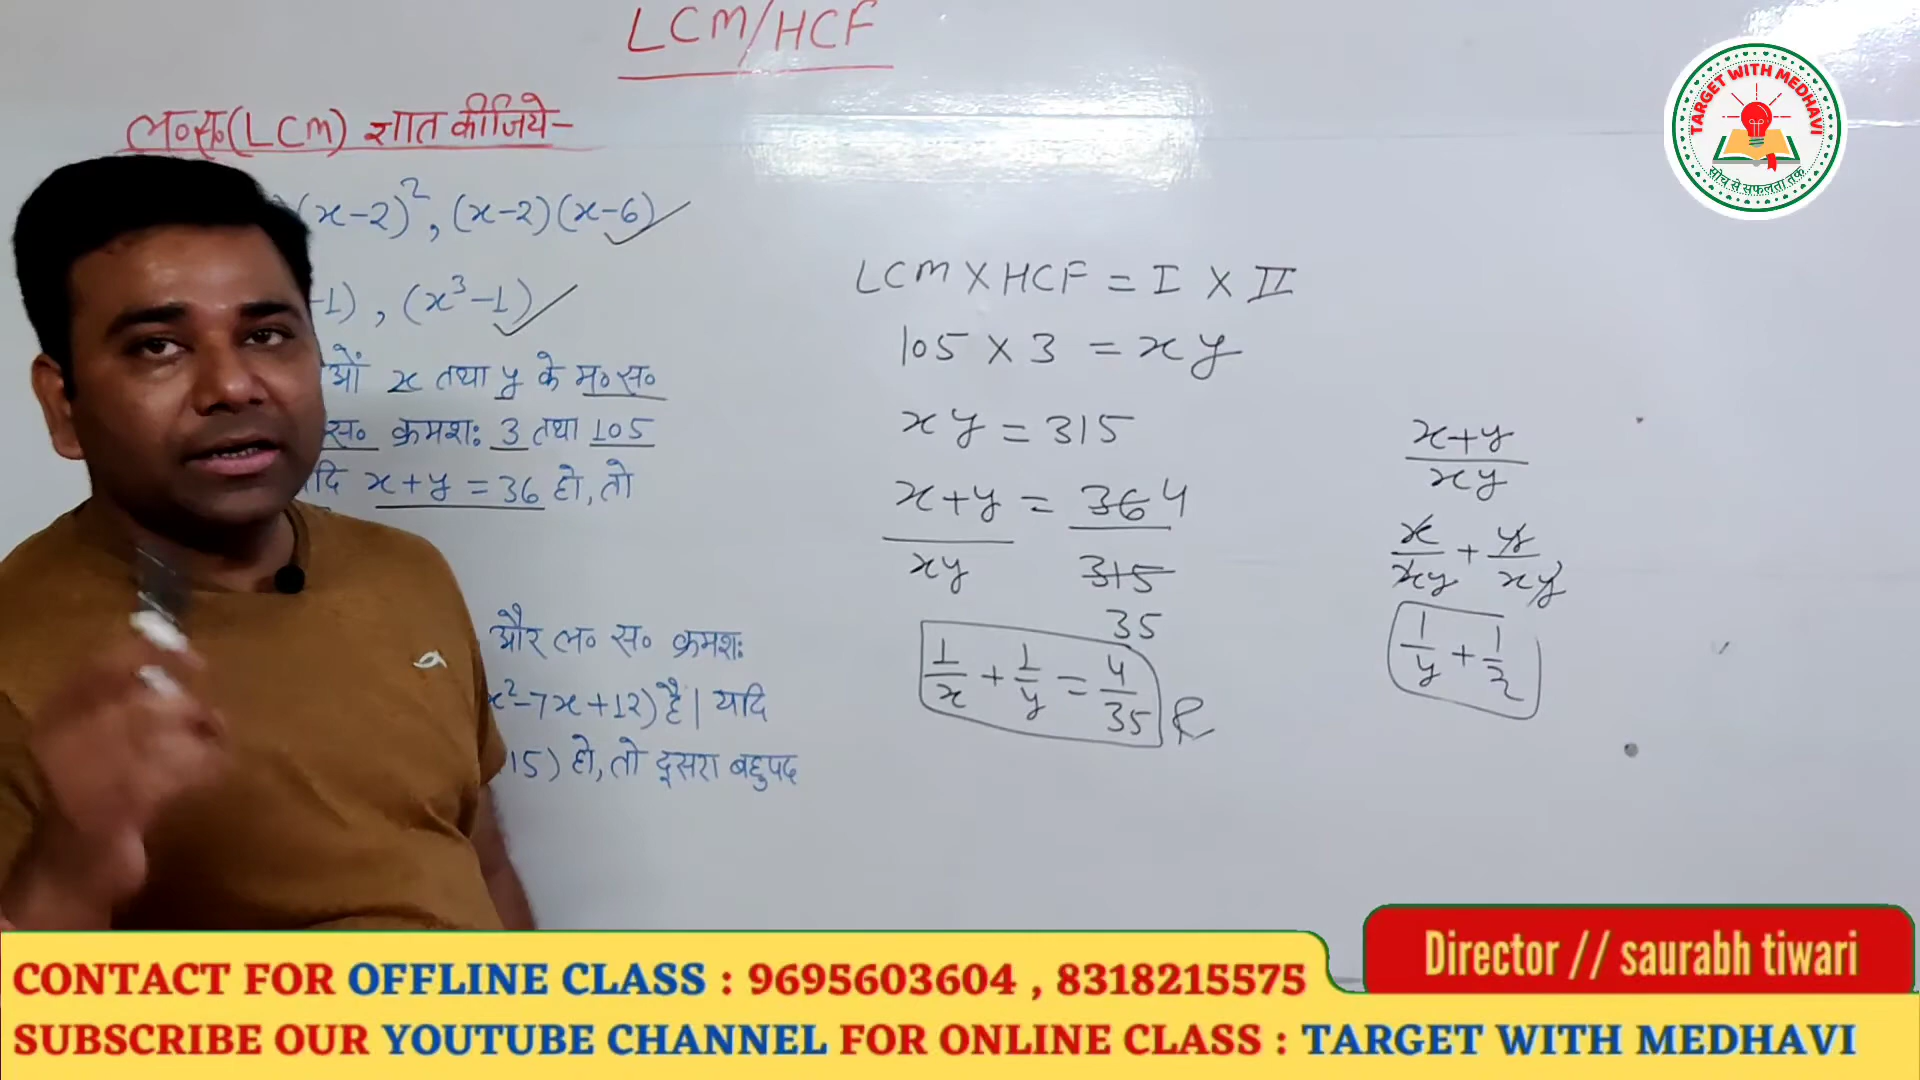 LCM/HCF
ल०स०(LCM) ज्ञात कीजिये-
(x-2)², (x-2)(x-6)
-1), (x³-1)
ओं x तथा y के म० स०
स० क्रमशः 3 तथा 105
दि x+y = 36 हो, तो
और ल० स० क्रमशः
x²-7x+12) है| यदि
15) हो, तो दूसरा बहुपद
LCM X HCF = I X II
105 X 3 = xy
xy = 315
x+y = 36 4
xy 315
35
1/x + 1/y = 4/35
x+y
xy
x/xy + y/xy
1/y + 1/x
TARGET WITH MEDHAVI
सोच से सफलता तक
Director // saurabh tiwari
CONTACT FOR OFFLINE CLASS : 9695603604 , 8318215575
SUBSCRIBE OUR YOUTUBE CHANNEL FOR ONLINE CLASS : TARGET WITH MEDHAVI